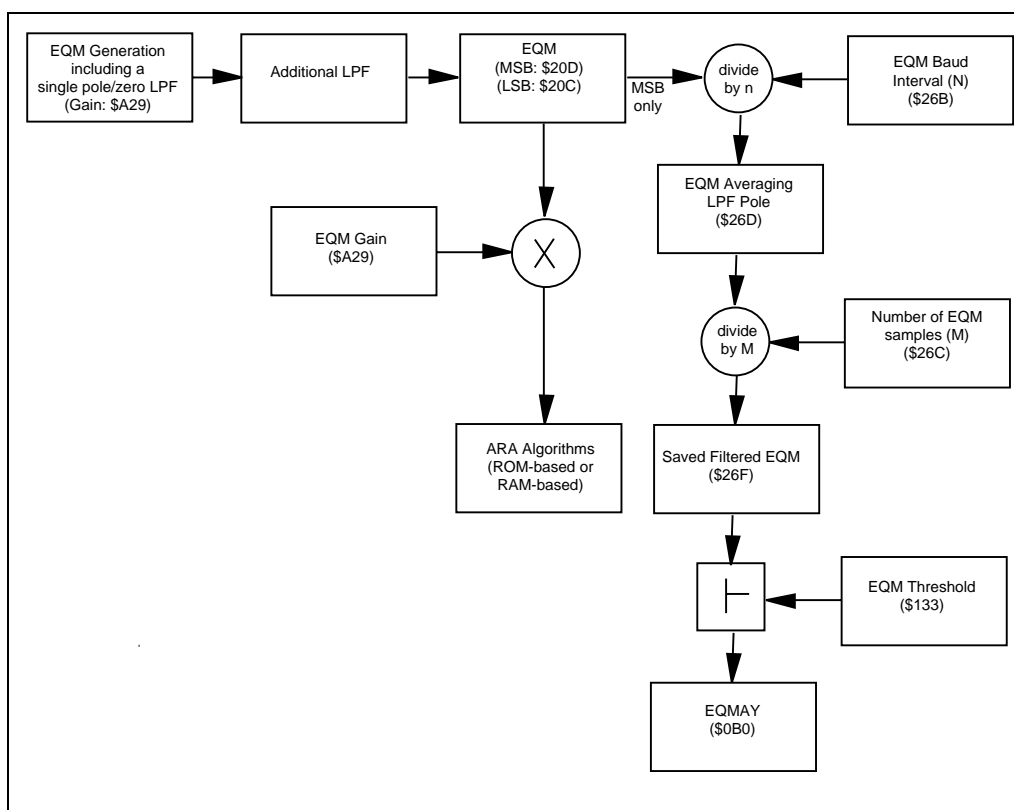 EQM Generation
including a
single pole/zero LPF
(Gain: $A29)
Additional LPF
EQM
(MSB: $20D)
(LSB: $20C)
MSB
only
divide
by n
EQM Baud
Interval (N)
($26B)
EQM Averaging
LPF Pole
($26D)
EQM Gain
($A29)
X
divide
by M
Number of EQM
samples (M)
($26C)
ARA Algorithms
(ROM-based or
RAM-based)
Saved Filtered EQM
($26F)
EQM Threshold
($133)
EQMAY
($0B0)